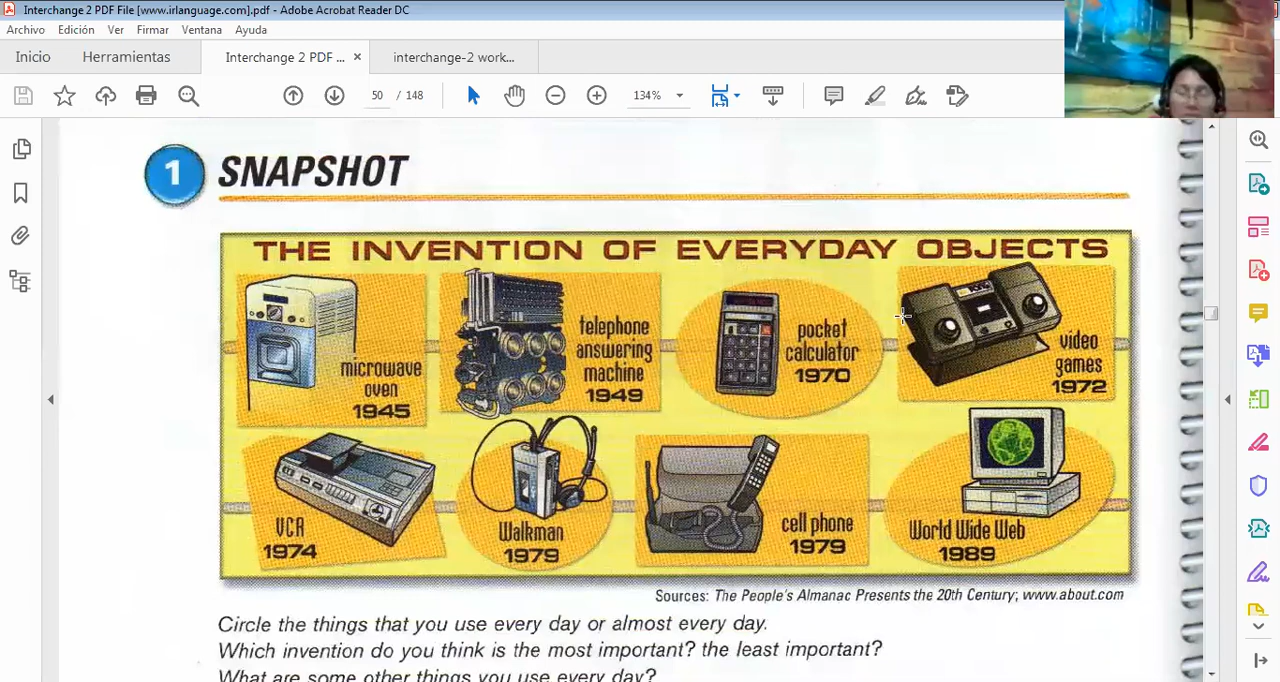 Interchange 2 PDF File [www.irlanguage.com].pdf - Adobe Acrobat Reader DC
Archivo Edición Ver Firmar Ventana Ayuda
Inicio Herramientas Interchange 2 PDF ... × interchange-2 work...
50 / 148 134%
1 SNAPSHOT
THE INVENTION OF EVERYDAY OBJECTS
microwave
oven
1945
telephone
answering
machine
1949
pocket
calculator
1970
video
games
1972
VCR
1974
Walkman
1979
cell phone
1979
World Wide Web
1989
Sources: The People's Almanac Presents the 20th Century; www.about.com
Circle the things that you use every day or almost every day.
Which invention do you think is the most important? the least important?
What are some other things you use every day?